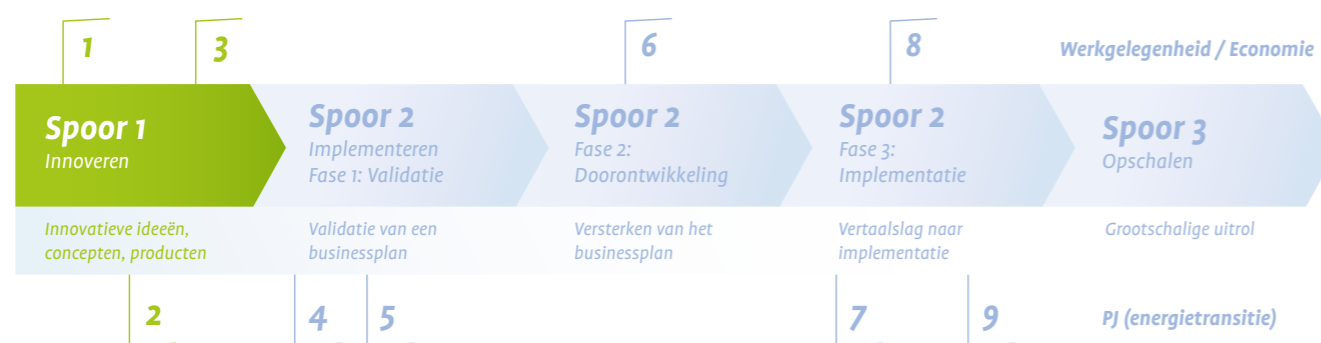 1
3
6
8
Werkgelegenheid / Economie
Spoor 1
Innoveren
Spoor 2
Implementeren
Fase 1: Validatie
Spoor 2
Fase 2:
Doorontwikkeling
Spoor 2
Fase 3:
Implementatie
Spoor 3
Opschalen
Innovatieve ideeën,
concepten, producten
Validatie van een
businessplan
Versterken van het
businessplan
Vertaalslag naar
implementatie
Grootschalige uitrol
2
4
5
7
9
PJ (energietransitie)